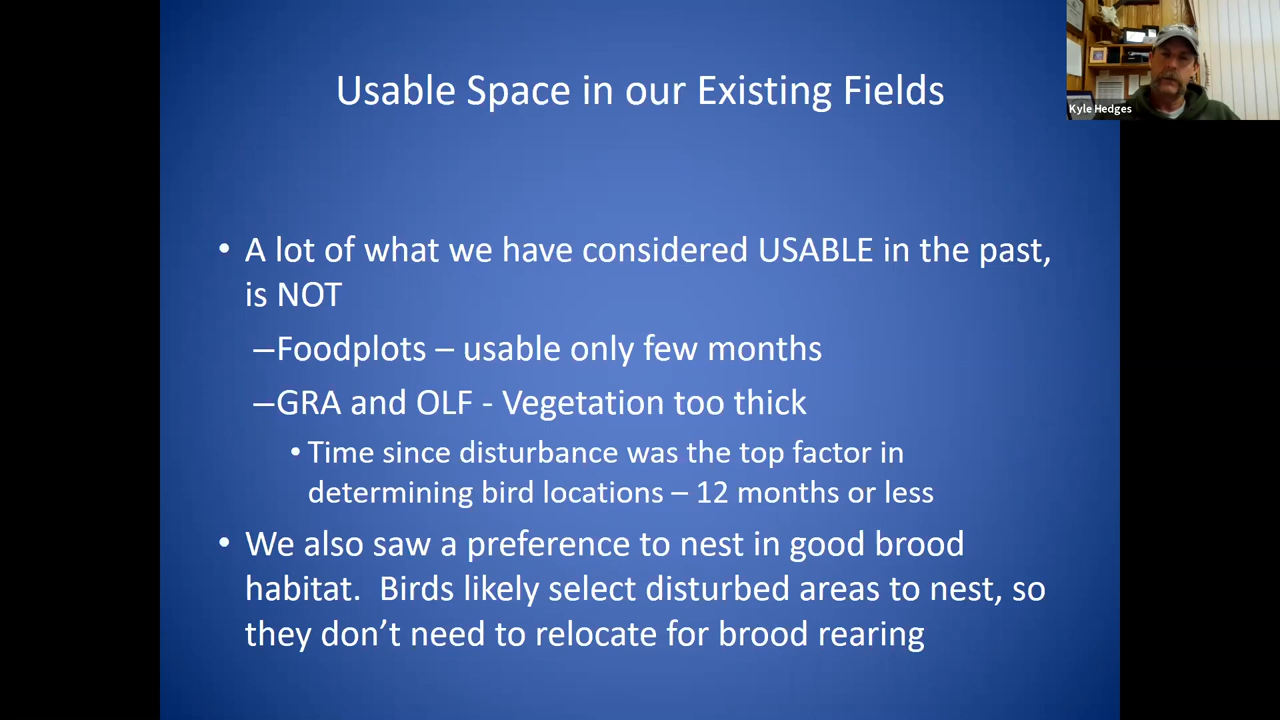 Usable Space in our Existing Fields
Kyle Hedges
• A lot of what we have considered USABLE in the past,
is NOT
–Foodplots – usable only few months
–GRA and OLF - Vegetation too thick
• Time since disturbance was the top factor in
determining bird locations – 12 months or less
• We also saw a preference to nest in good brood
habitat.  Birds likely select disturbed areas to nest, so
they don’t need to relocate for brood rearing